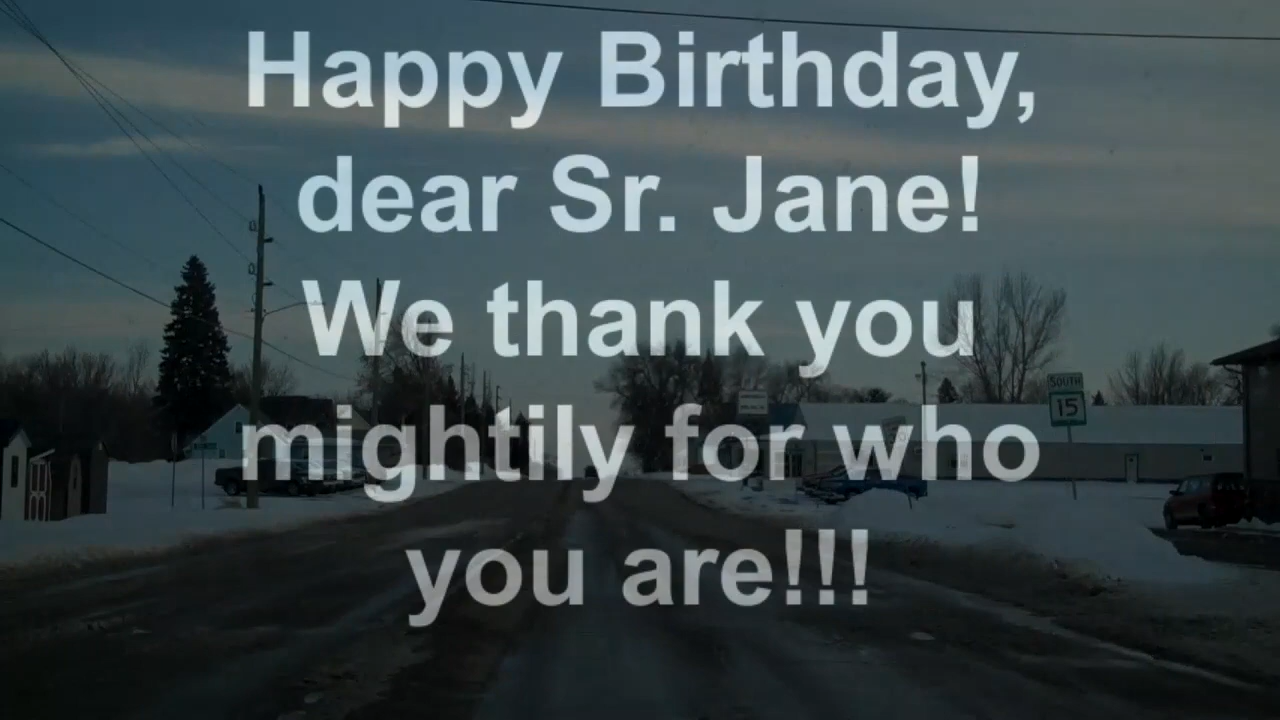 Happy Birthday,
dear Sr. Jane!
We thank you
mightily for who
you are!!!
SOUTH
15